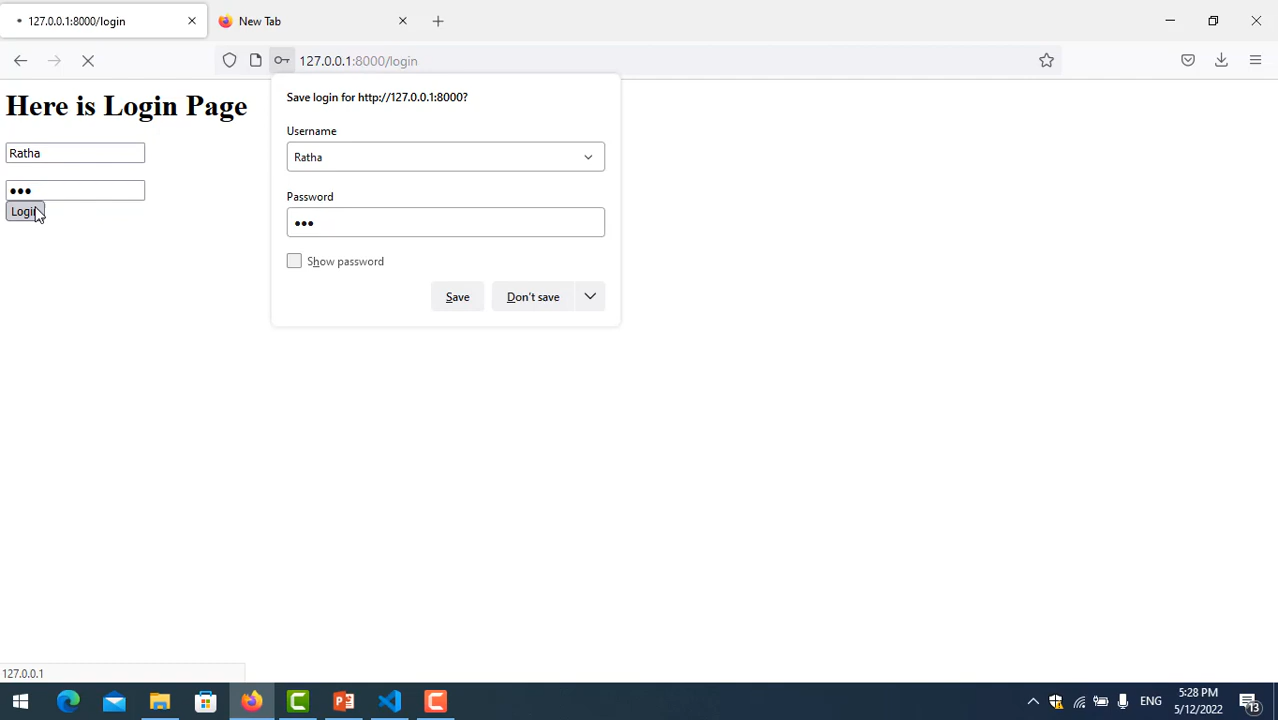 127.0.0.1:8000/login
New Tab
127.0.0.1:8000/login
Here is Login Page
Ratha
Login
Save login for http://127.0.0.1:8000?
Username
Ratha
Password
Show password
Save
Don't save
127.0.0.1
ENG
5:28 PM
5/12/2022
13